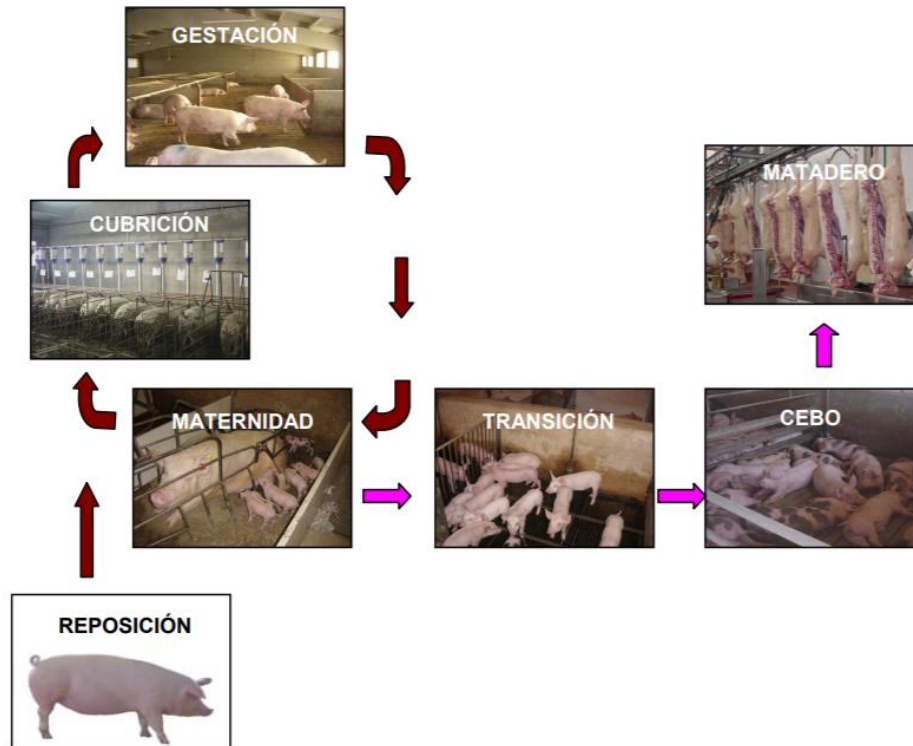 GESTACIÓN
MATADERO
CUBRICIÓN
MATERNIDAD
TRANSICIÓN
CEBO
REPOSICIÓN